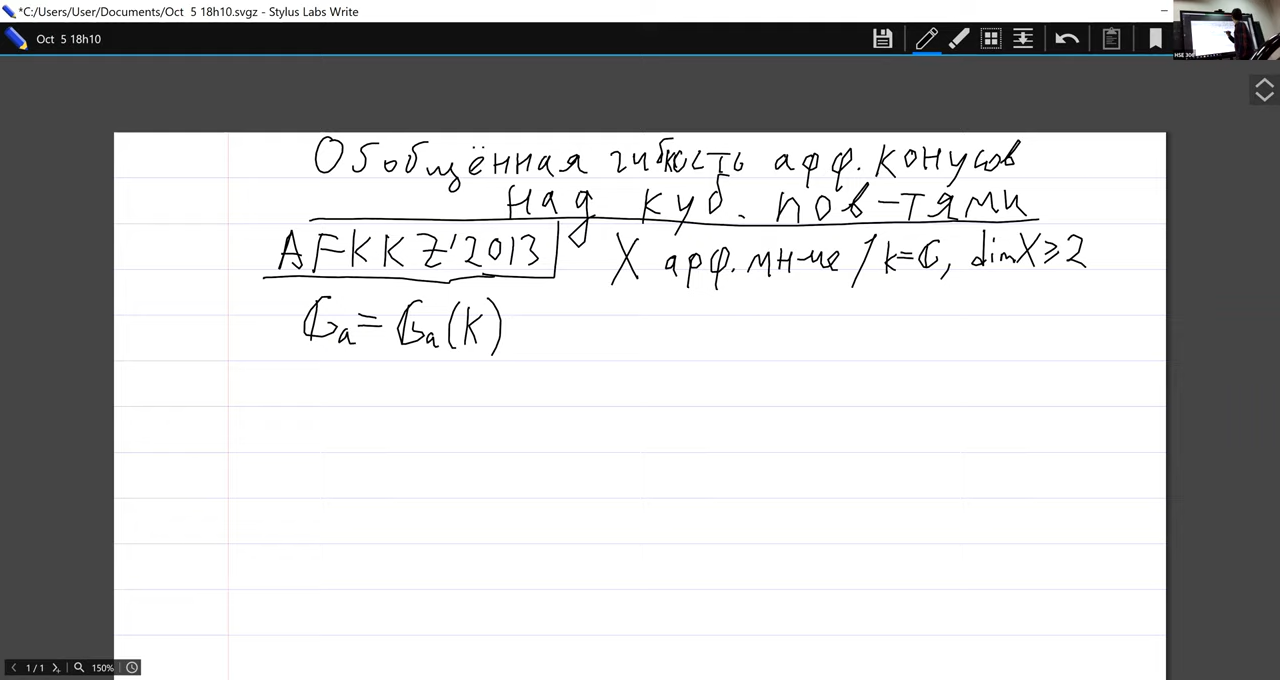 *C:/Users/User/Documents/Oct 5 18h10.svgz - Stylus Labs Write
Oct 5 18h10
Обобщённая гибкость афф. конусов
над куб. пов-тями
AFKKZ'2013 X афф. мн-ие / k=ℂ, dimX≥2
𝔾a = 𝔾a(k)
1 / 1 150%